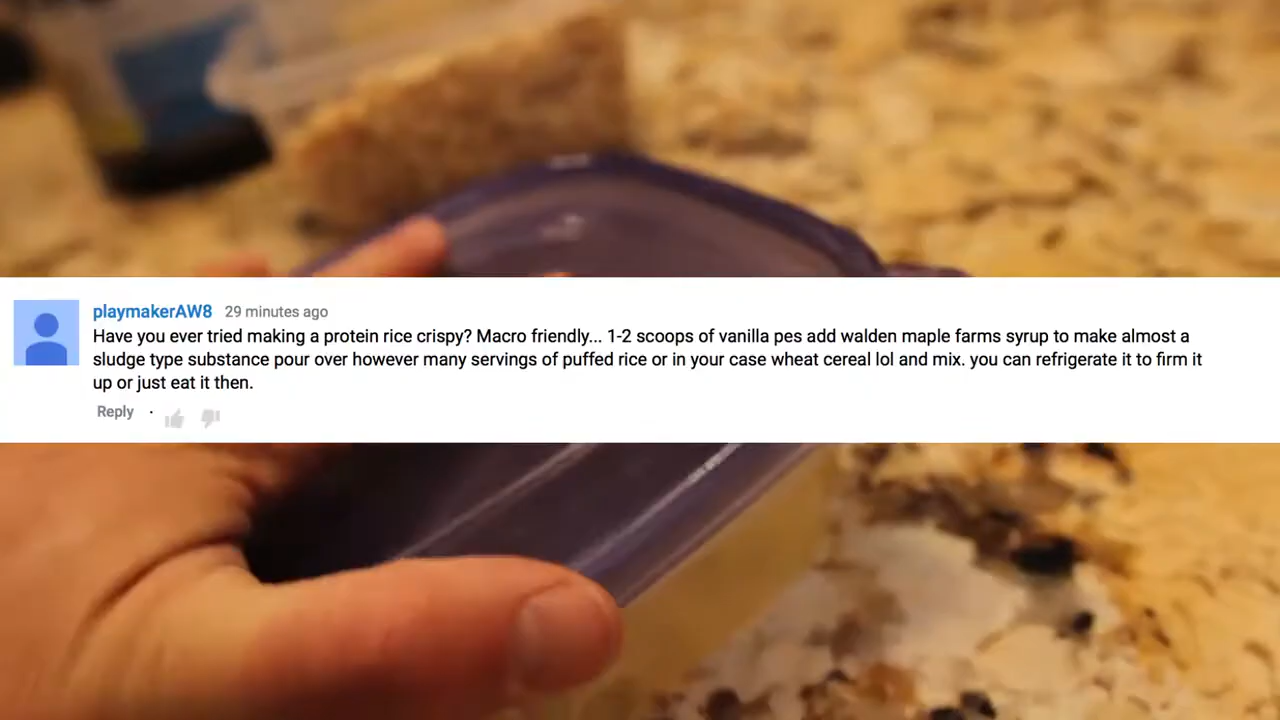 playmakerAW8 29 minutes ago
Have you ever tried making a protein rice crispy? Macro friendly... 1-2 scoops of vanilla pes add walden maple farms syrup to make almost a
sludge type substance pour over however many servings of puffed rice or in your case wheat cereal lol and mix. you can refrigerate it to firm it
up or just eat it then.
Reply ·